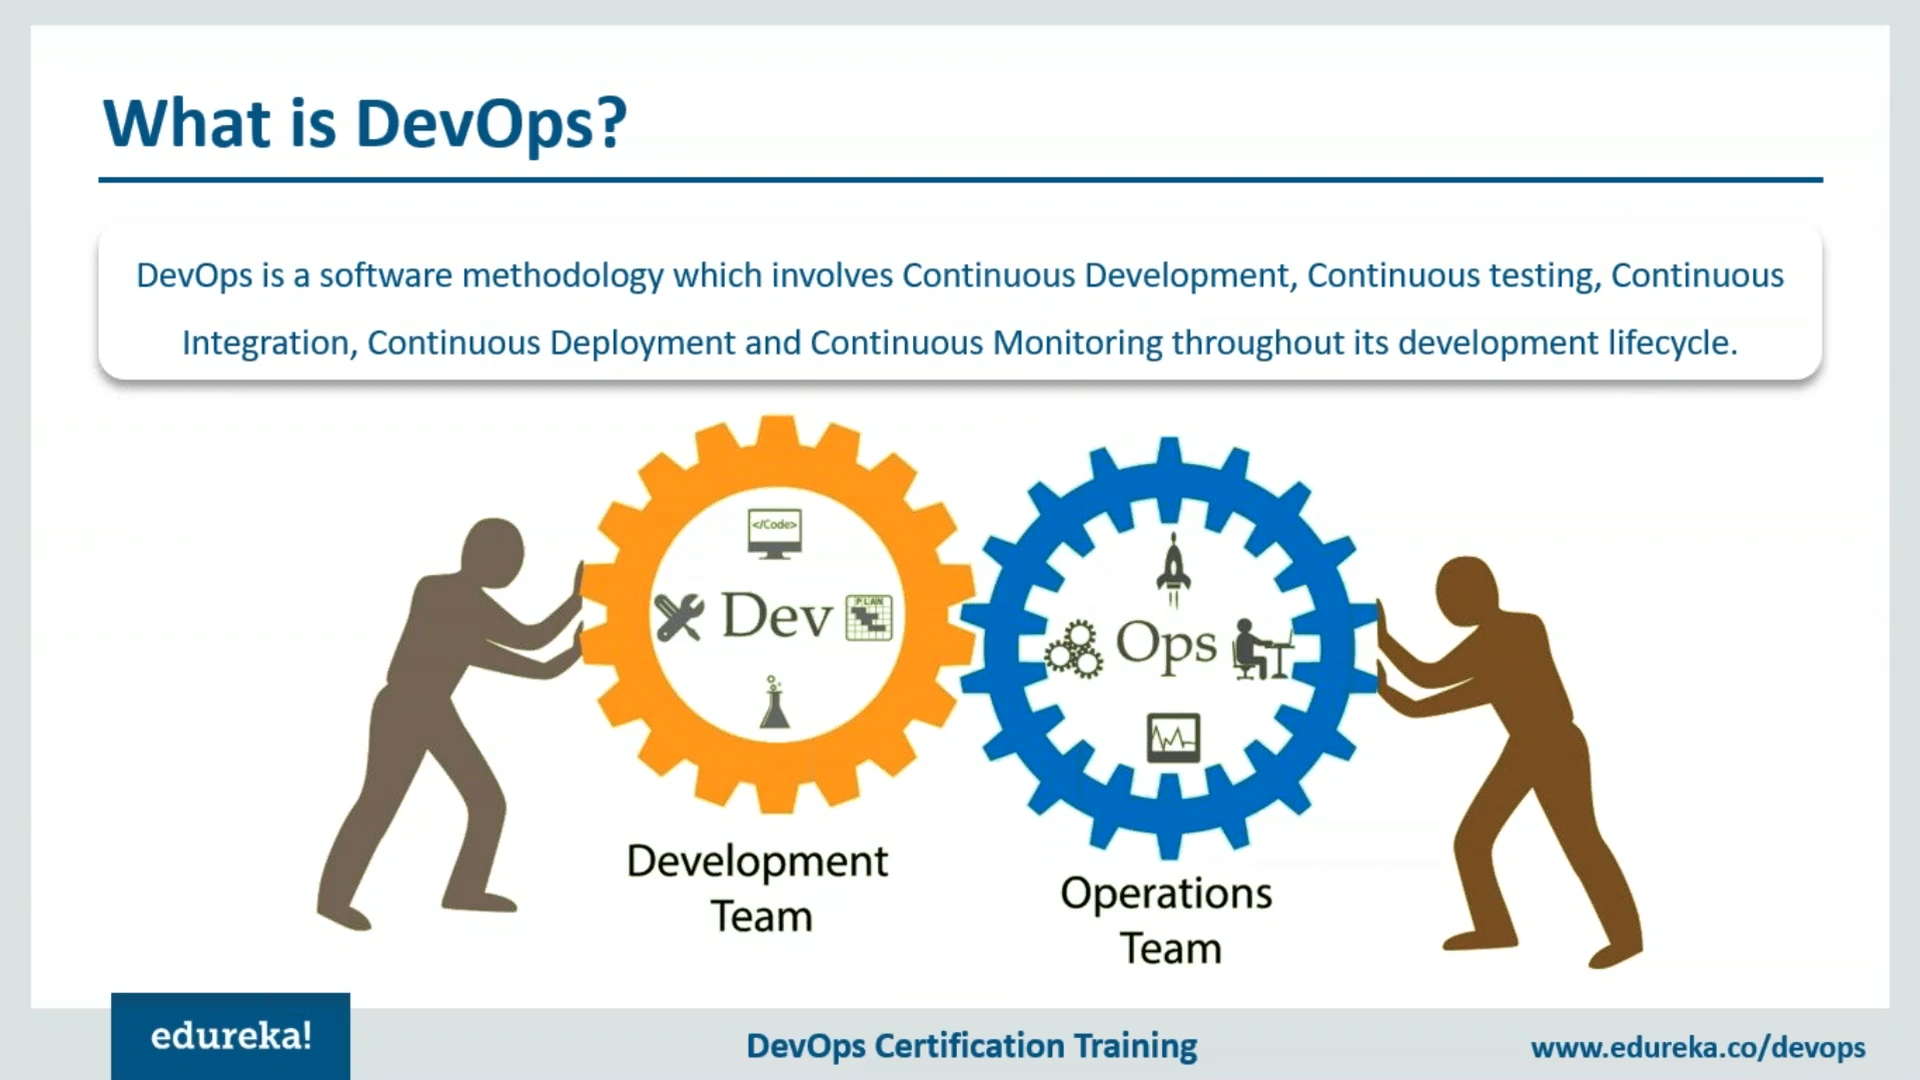 What is DevOps?
DevOps is a software methodology which involves Continuous Development, Continuous testing, Continuous
Integration, Continuous Deployment and Continuous Monitoring throughout its development lifecycle.
</Code>
Dev
PLAN
Ops
Development
Team
Operations
Team
edureka!
DevOps Certification Training
www.edureka.co/devops